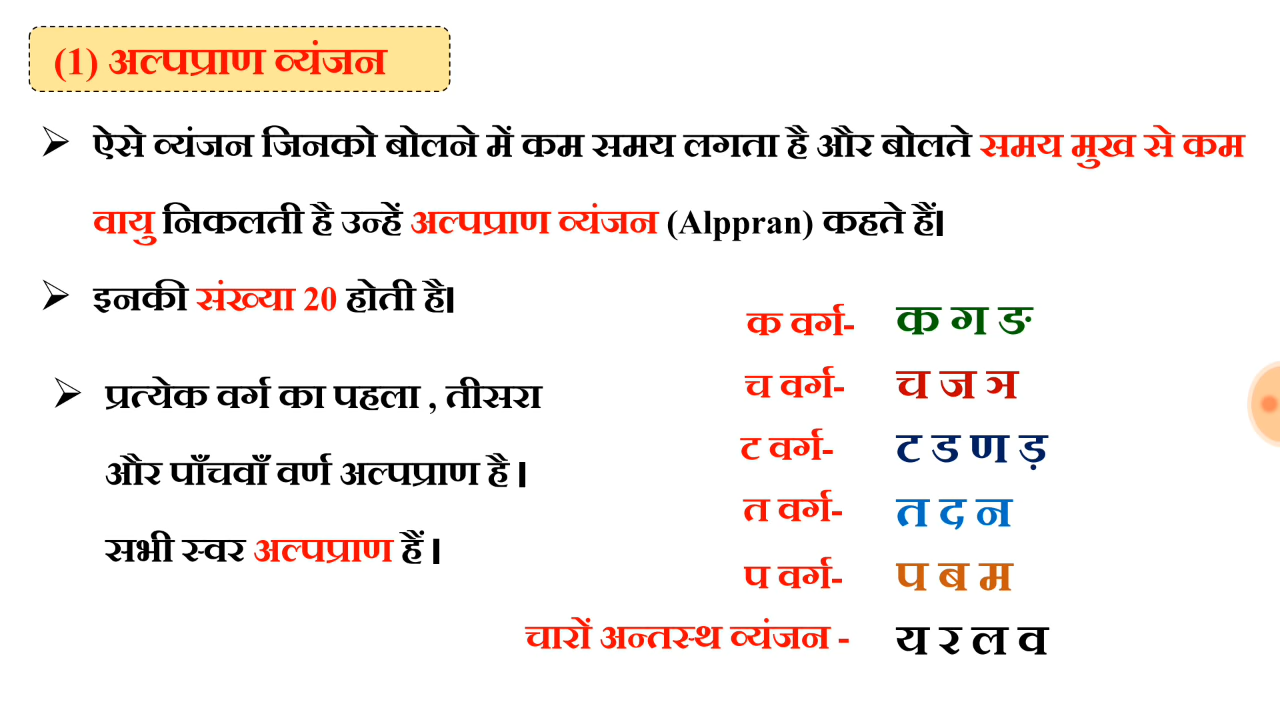 (1) अल्पप्राण व्यंजन
ऐसे व्यंजन जिनको बोलने में कम समय लगता है और बोलते समय मुख से कम
वायु निकलती है उन्हें अल्पप्राण व्यंजन (Alppran) कहते हैं।
इनकी संख्या 20 होती है।
प्रत्येक वर्ग का पहला , तीसरा
और पाँचवाँ वर्ण अल्पप्राण है ।
सभी स्वर अल्पप्राण हैं ।
क वर्ग- क ग ङ
च वर्ग- च ज ञ
ट वर्ग- ट ड ण ड़
त वर्ग- त द न
प वर्ग- प ब म
चारों अन्तस्थ व्यंजन - य र ल व